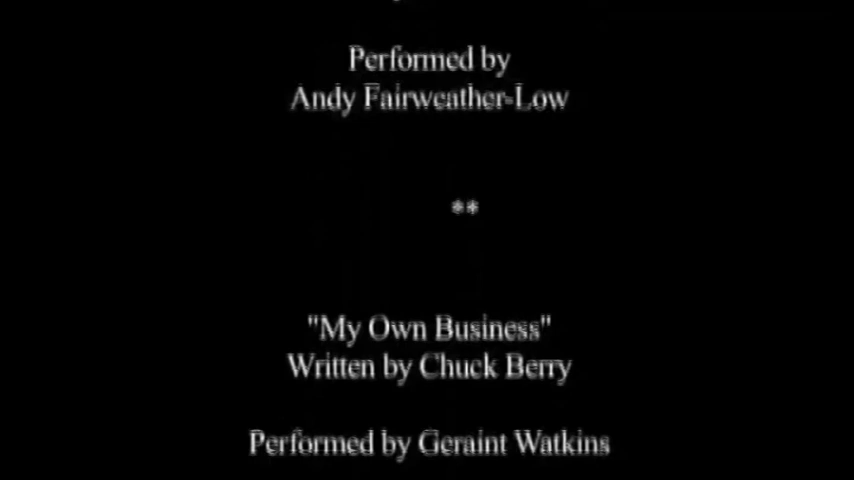 Performed by
Andy Fairweather-Low
**
"My Own Business"
Written by Chuck Berry
Performed by Geraint Watkins